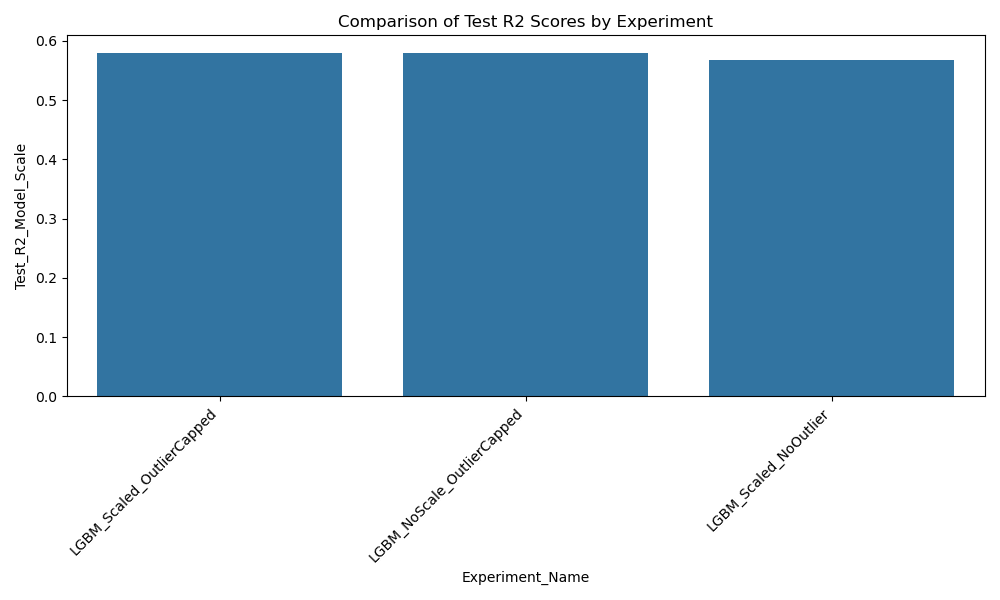 Comparison of Test R2 Scores by Experiment
Test_R2_Model_Scale
0.6
0.5
0.4
0.3
0.2
0.1
0.0
LGBM_Scaled_OutlierCapped
LGBM_NoScale_OutlierCapped
LGBM_Scaled_NoOutlier
Experiment_Name